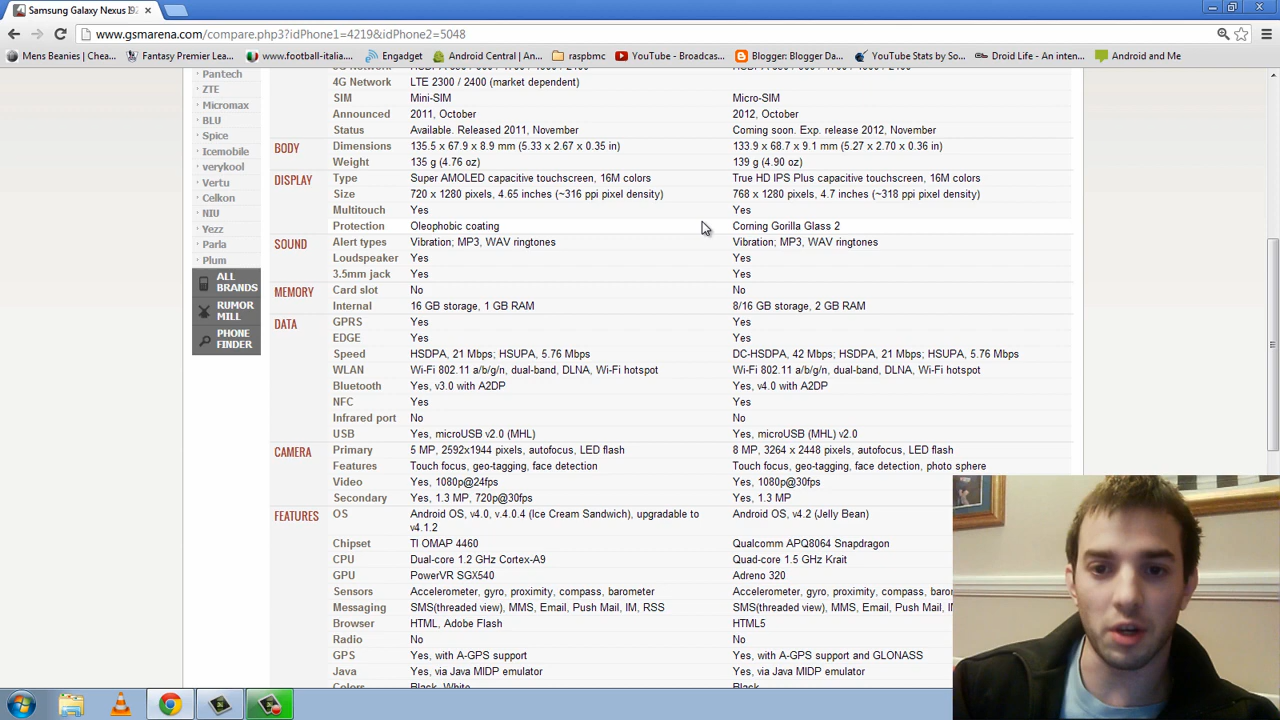 Samsung Galaxy Nexus I92
www.gsmarena.com/compare.php3?idPhone1=4219&idPhone2=5048
Mens Beanies | Chea... Fantasy Premier Lea... www.football-italia.... Engadget Android Central | An... raspbmc YouTube - Broadcas... Blogger: Blogger Da... YouTube Stats by So... Droid Life - An inten... Android and Me
Pantech
ZTE
Micromax
BLU
Spice
Icemobile
verykool
Vertu
Celkon
NIU
Yezz
Parla
Plum
ALL BRANDS
RUMOR MILL
PHONE FINDER
4G Network LTE 2300 / 2400 (market dependent)
SIM Mini-SIM Micro-SIM
Announced 2011, October 2012, October
Status Available. Released 2011, November Coming soon. Exp. release 2012, November
BODY Dimensions 135.5 x 67.9 x 8.9 mm (5.33 x 2.67 x 0.35 in) 133.9 x 68.7 x 9.1 mm (5.27 x 2.70 x 0.36 in)
Weight 135 g (4.76 oz) 139 g (4.90 oz)
DISPLAY Type Super AMOLED capacitive touchscreen, 16M colors True HD IPS Plus capacitive touchscreen, 16M colors
Size 720 x 1280 pixels, 4.65 inches (~316 ppi pixel density) 768 x 1280 pixels, 4.7 inches (~318 ppi pixel density)
Multitouch Yes Yes
Protection Oleophobic coating Corning Gorilla Glass 2
SOUND Alert types Vibration; MP3, WAV ringtones Vibration; MP3, WAV ringtones
Loudspeaker Yes Yes
3.5mm jack Yes Yes
MEMORY Card slot No No
Internal 16 GB storage, 1 GB RAM 8/16 GB storage, 2 GB RAM
DATA GPRS Yes Yes
EDGE Yes Yes
Speed HSDPA, 21 Mbps; HSUPA, 5.76 Mbps DC-HSDPA, 42 Mbps; HSDPA, 21 Mbps; HSUPA, 5.76 Mbps
WLAN Wi-Fi 802.11 a/b/g/n, dual-band, DLNA, Wi-Fi hotspot Wi-Fi 802.11 a/b/g/n, dual-band, DLNA, Wi-Fi hotspot
Bluetooth Yes, v3.0 with A2DP Yes, v4.0 with A2DP
NFC Yes Yes
Infrared port No No
USB Yes, microUSB v2.0 (MHL) Yes, microUSB (MHL) v2.0
CAMERA Primary 5 MP, 2592x1944 pixels, autofocus, LED flash 8 MP, 3264 x 2448 pixels, autofocus, LED flash
Features Touch focus, geo-tagging, face detection Touch focus, geo-tagging, face detection, photo sphere
Video Yes, 1080p@24fps Yes, 1080p@30fps
Secondary Yes, 1.3 MP, 720p@30fps Yes, 1.3 MP
FEATURES OS Android OS, v4.0, v.4.0.4 (Ice Cream Sandwich), upgradable to Android OS, v4.2 (Jelly Bean)
v4.1.2
Chipset TI OMAP 4460 Qualcomm APQ8064 Snapdragon
CPU Dual-core 1.2 GHz Cortex-A9 Quad-core 1.5 GHz Krait
GPU PowerVR SGX540 Adreno 320
Sensors Accelerometer, gyro, proximity, compass, barometer Accelerometer, gyro, proximity, compass, baro
Messaging SMS(threaded view), MMS, Email, Push Mail, IM, RSS SMS(threaded view), MMS, Email, Push Mail, I
Browser HTML, Adobe Flash HTML5
Radio No No
GPS Yes, with A-GPS support Yes, with A-GPS support and GLONASS
Java Yes, via Java MIDP emulator Yes, via Java MIDP emulator
Colors Black, White Black